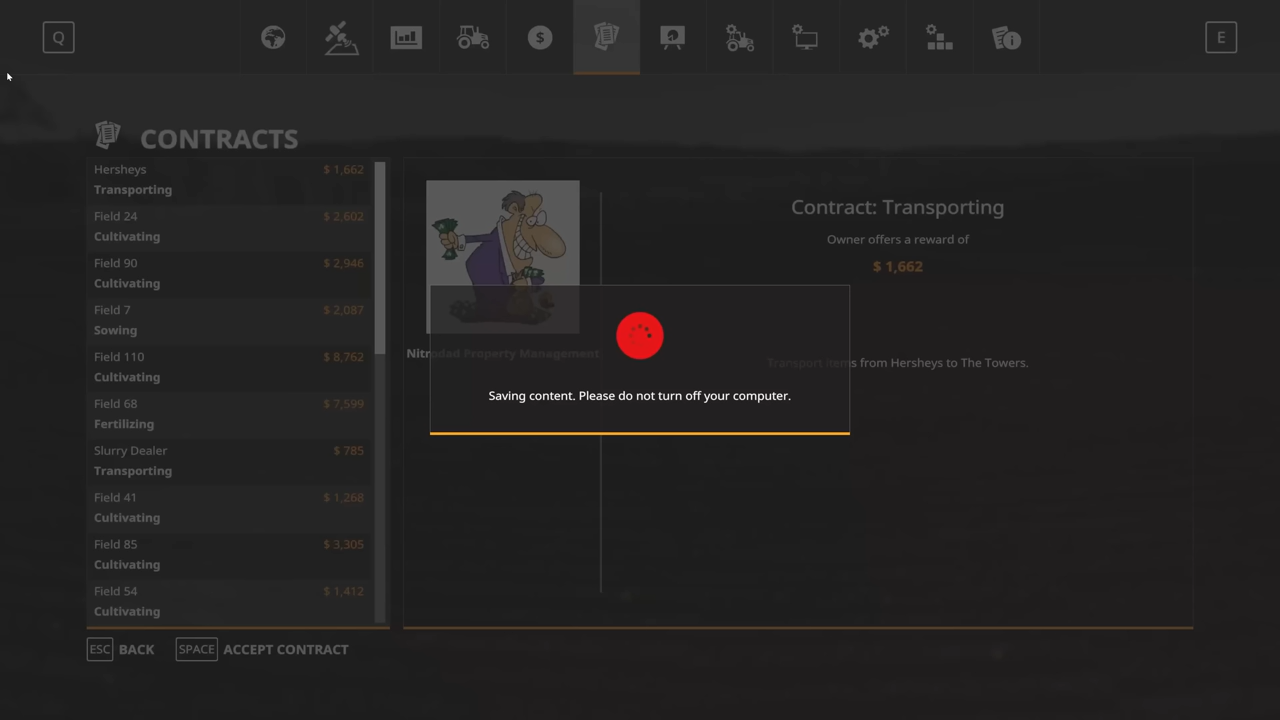 Q
E
CONTRACTS
Hersheys $ 1,662
Transporting
Field 24 $ 2,602
Cultivating
Field 90 $ 2,946
Cultivating
Field 7 $ 2,087
Sowing
Field 110 $ 8,762
Cultivating
Field 68 $ 7,599
Fertilizing
Slurry Dealer $ 785
Transporting
Field 41 $ 1,268
Cultivating
Field 85 $ 3,305
Cultivating
Field 54 $ 1,412
Cultivating
Nitrodad Property Management
Contract: Transporting
Owner offers a reward of
$ 1,662
Transport items from Hersheys to The Towers.
Saving content. Please do not turn off your computer.
ESC BACK SPACE ACCEPT CONTRACT